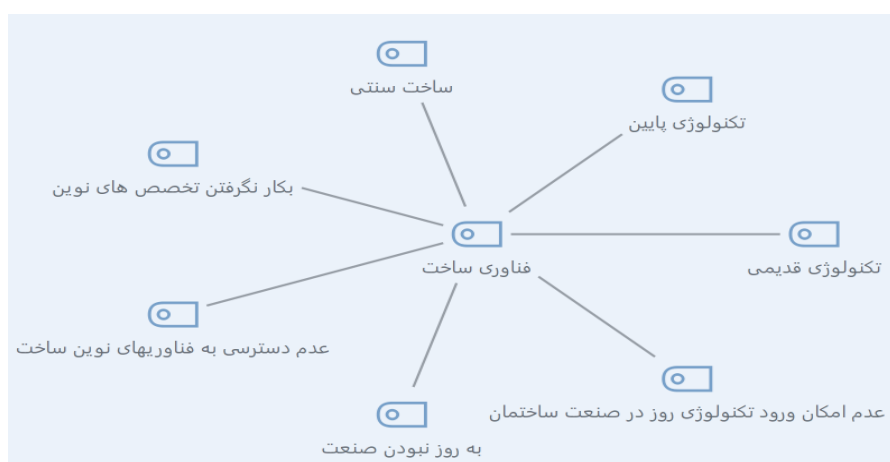 ساخت سنتی
تکنولوژی پایین
بکار نگرفتن تخصص های نوین
فناوری ساخت
تکنولوژی قدیمی
عدم دسترسی به فناوریهای نوین ساخت
عدم امکان ورود تکنولوژی روز در صنعت ساختمان
به روز نبودن صنعت